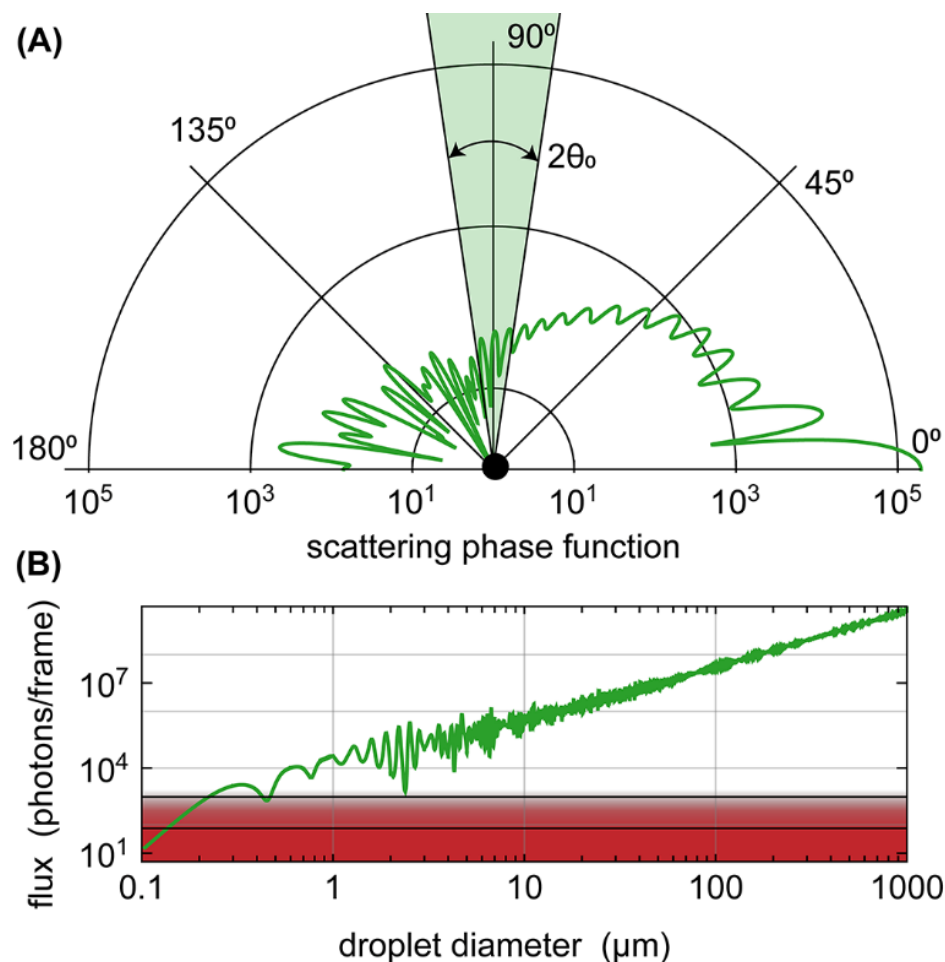 (A)
90º
135º
2θ₀
45º
180º
0º
10⁵ 10³ 10¹ 10¹ 10³ 10⁵
scattering phase function
(B)
flux (photons/frame)
10⁷
10⁴
10¹
0.1 1 10 100 1000
droplet diameter (μm)